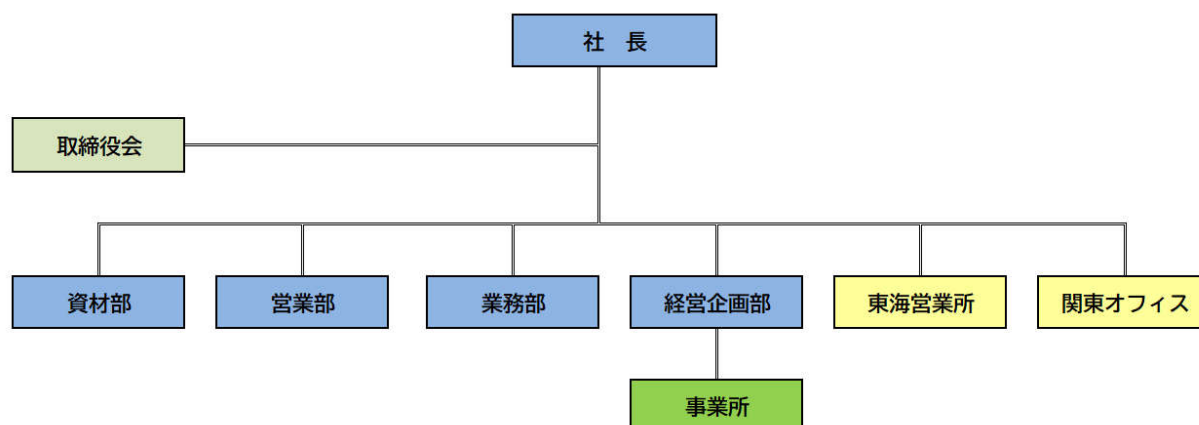 社　長
取締役会
資材部
営業部
業務部
経営企画部
東海営業所
関東オフィス
事業所